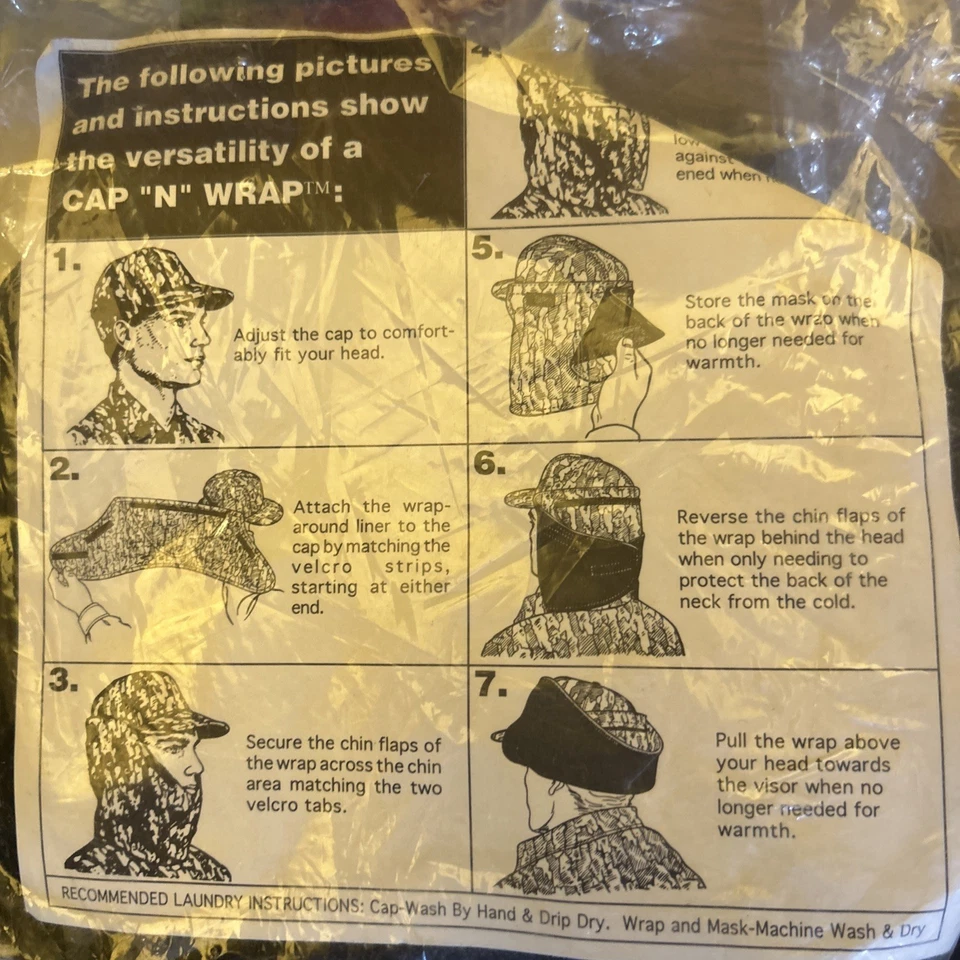 The following pictures
and instructions show
the versatility of a
CAP "N" WRAP™:
1.
Adjust the cap to comfort-
ably fit your head.
2.
Attach the wrap-
around liner to the
cap by matching the
velcro strips,
starting at either
end.
3.
Secure the chin flaps of
the wrap across the chin
area matching the two
velcro tabs.
4.
against
ened when
5.
Store the mask on the
back of the wrap when
no longer needed for
warmth.
6.
Reverse the chin flaps of
the wrap behind the head
when only needing to
protect the back of the
neck from the cold.
7.
Pull the wrap above
your head towards
the visor when no
longer needed for
warmth.
RECOMMENDED LAUNDRY INSTRUCTIONS: Cap-Wash By Hand & Drip Dry. Wrap and Mask-Machine Wash & Dry